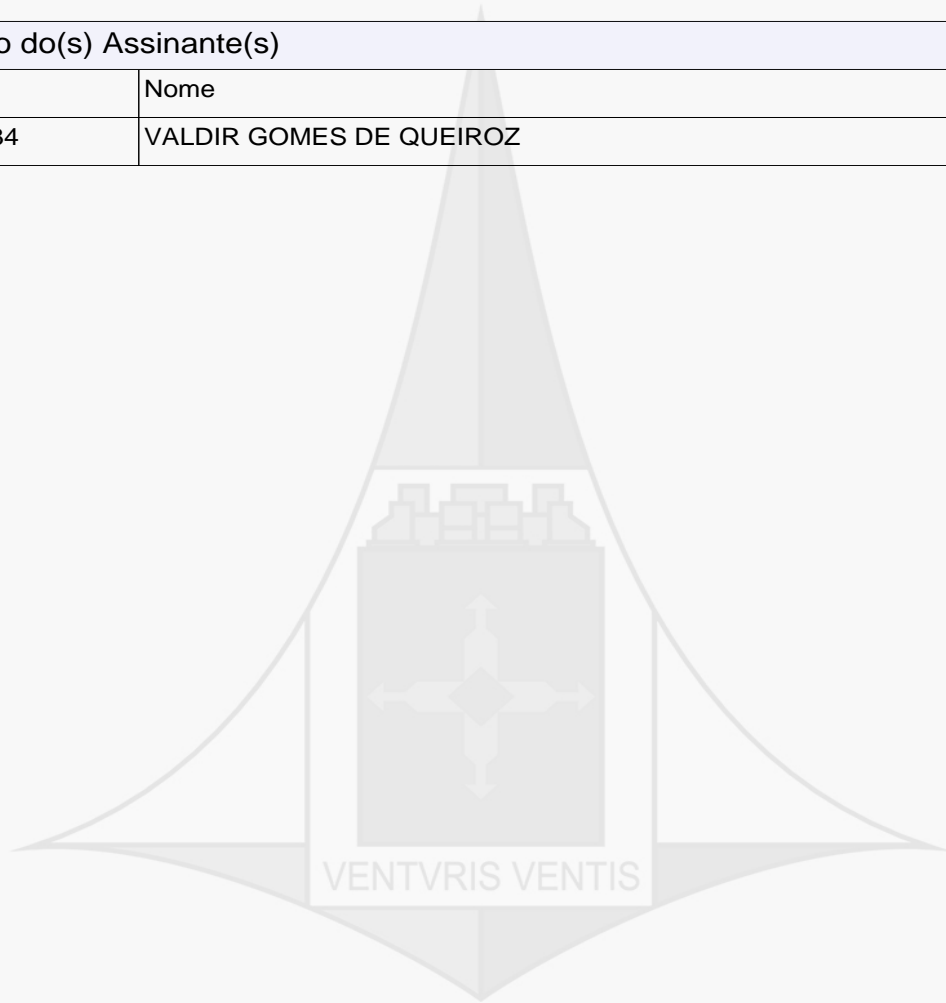 o do(s) Assinante(s)
Nome
34 VALDIR GOMES DE QUEIROZ
VENTVRIS VENTIS